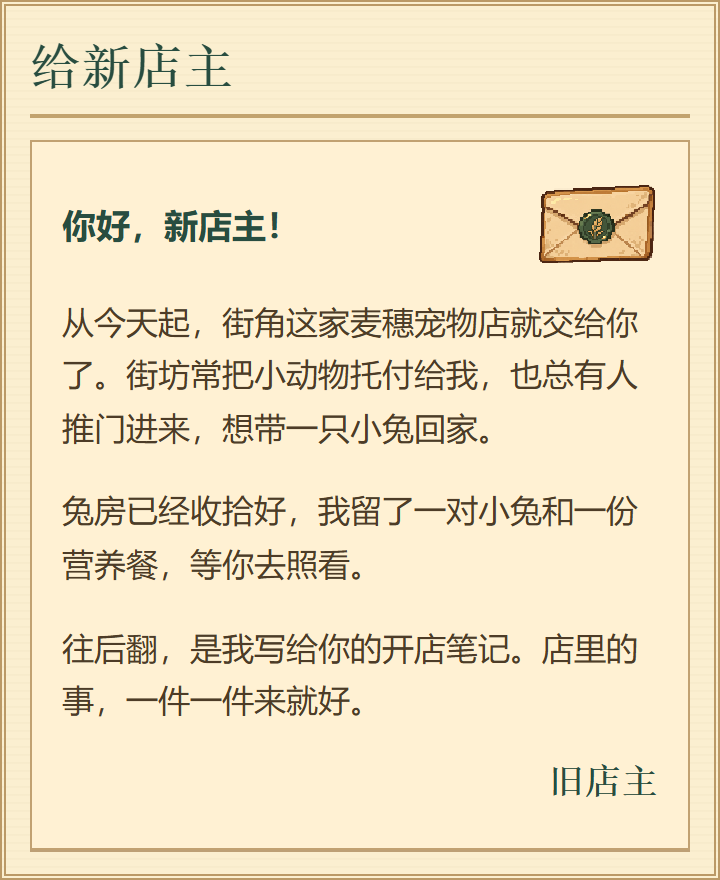 给新店主
你好，新店主！
从今天起，街角这家麦穗宠物店就交给你
了。街坊常把小动物托付给我，也总有人
推门进来，想带一只小兔回家。
兔房已经收拾好，我留了一对小兔和一份
营养餐，等你去照看。
往后翻，是我写给你的开店笔记。店里的
事，一件一件来就好。
旧店主